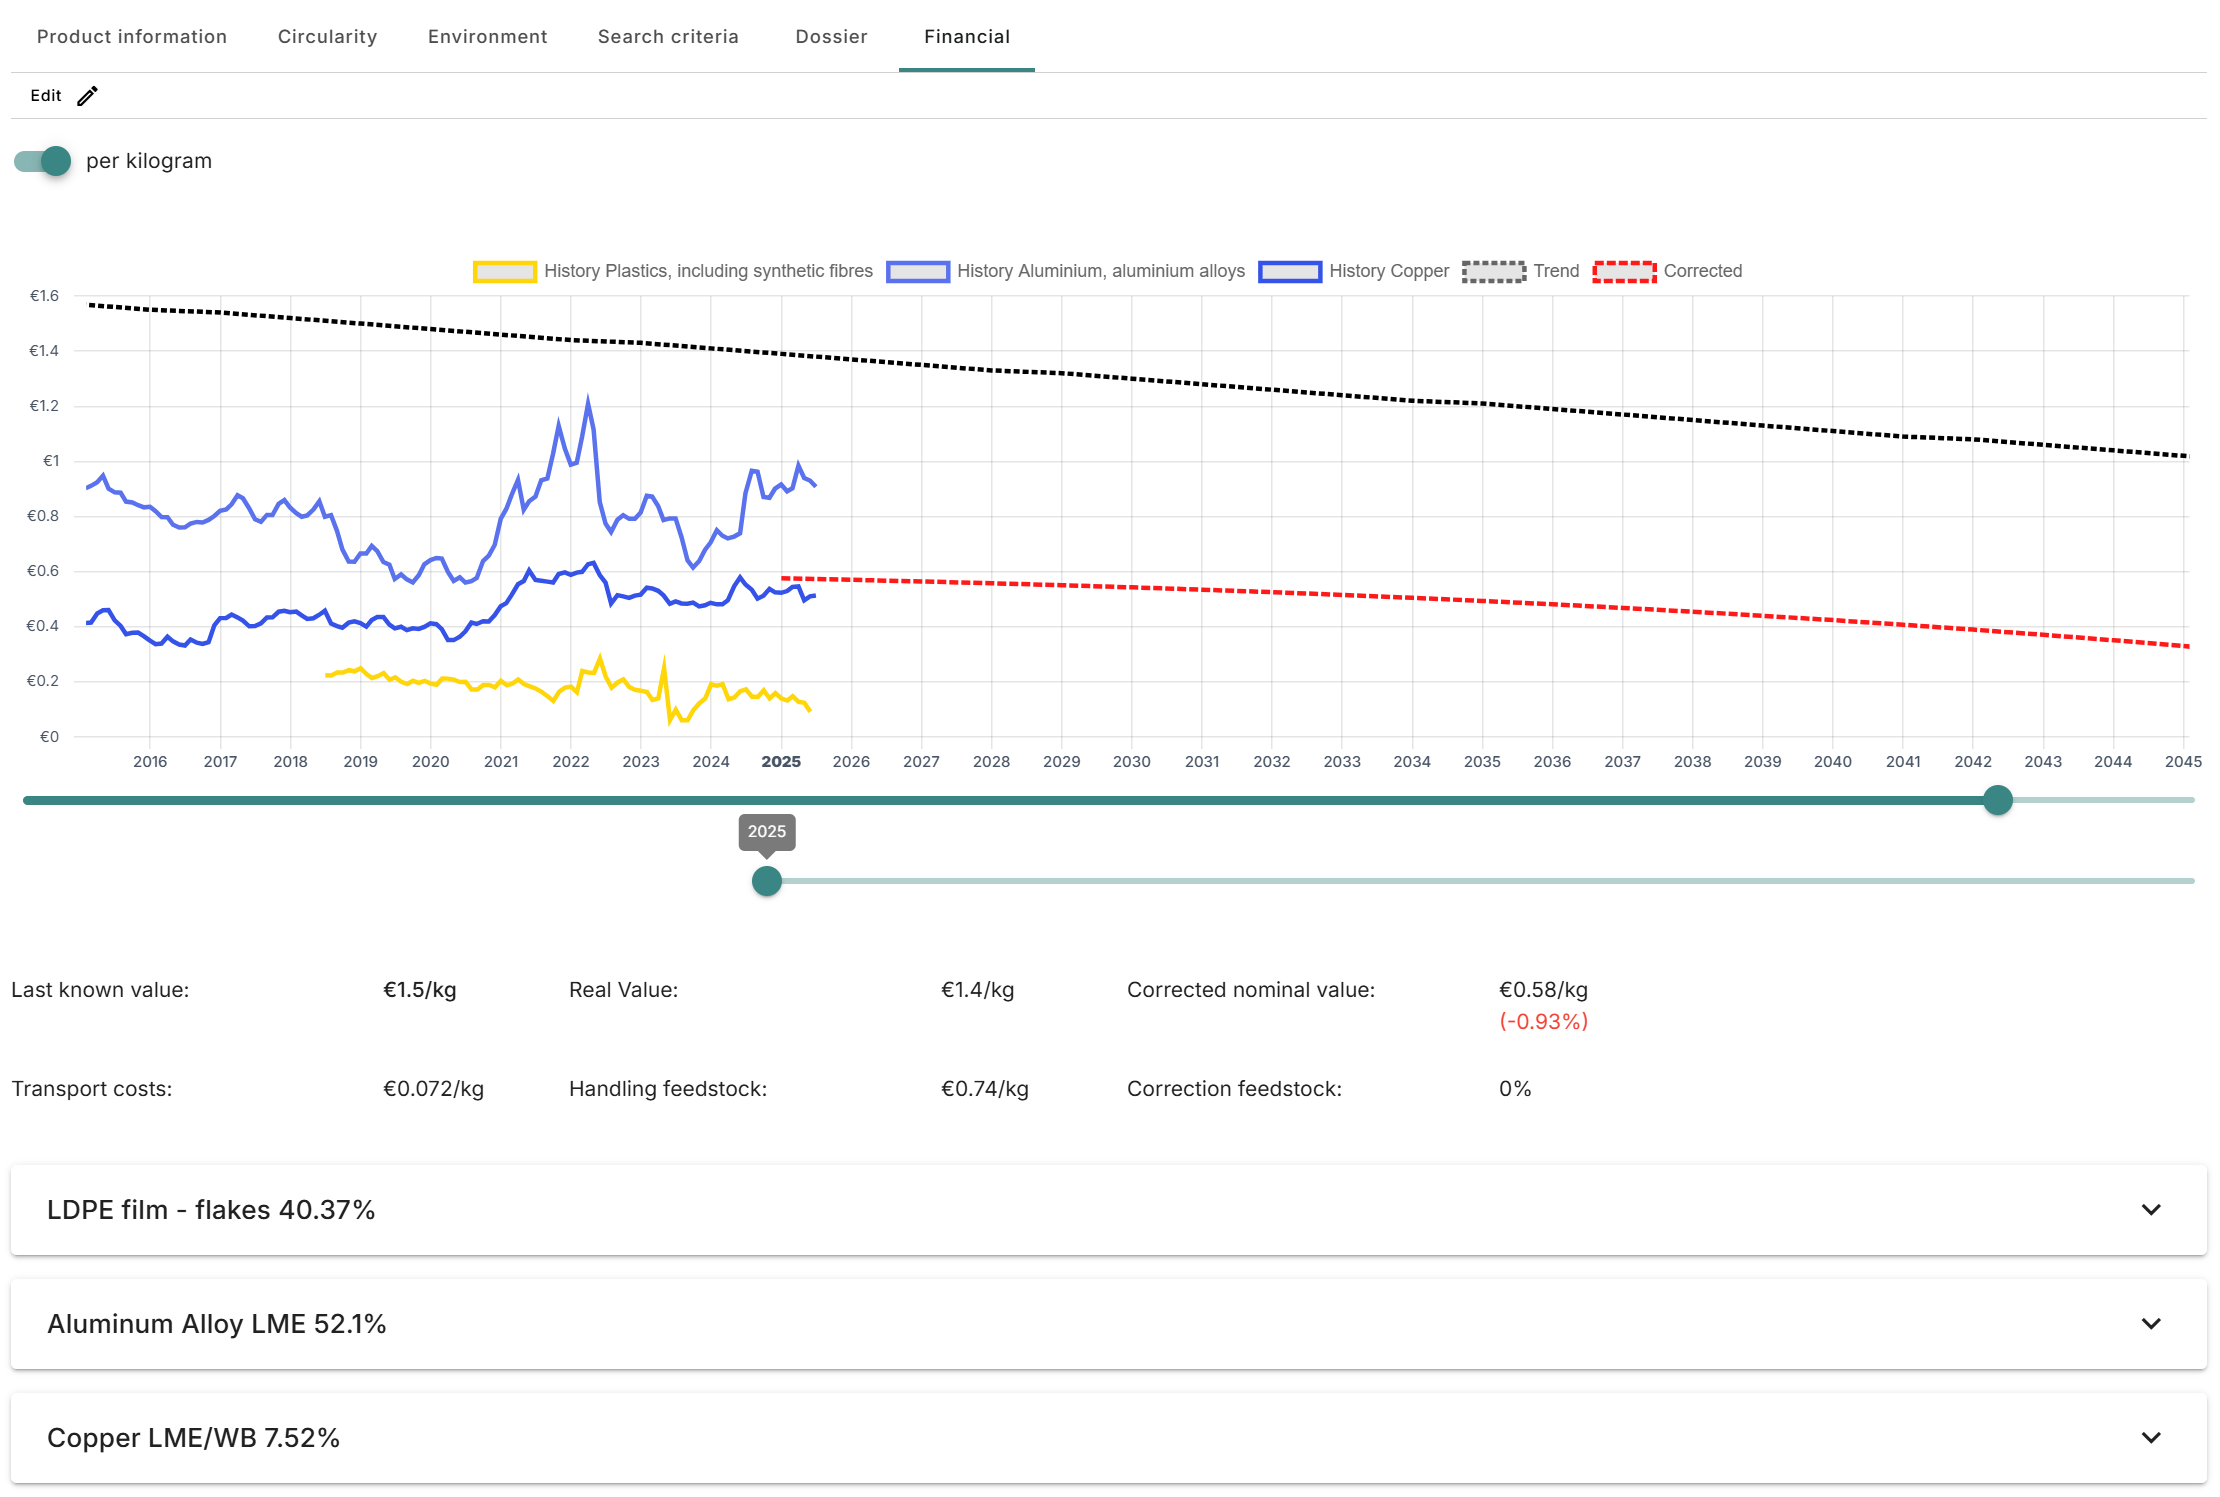 Product information Circularity Environment Search criteria Dossier Financial
Edit
per kilogram
History Plastics, including synthetic fibres History Aluminium, aluminium alloys History Copper Trend Corrected
€1.6
€1.4
€1.2
€1
€0.8
€0.6
€0.4
€0.2
€0
2016 2017 2018 2019 2020 2021 2022 2023 2024 2025 2026 2027 2028 2029 2030 2031 2032 2033 2034 2035 2036 2037 2038 2039 2040 2041 2042 2043 2044 2045
2025
Last known value: €1.5/kg Real Value: €1.4/kg Corrected nominal value: €0.58/kg
(-0.93%)
Transport costs: €0.072/kg Handling feedstock: €0.74/kg Correction feedstock: 0%
LDPE film - flakes 40.37%
Aluminum Alloy LME 52.1%
Copper LME/WB 7.52%